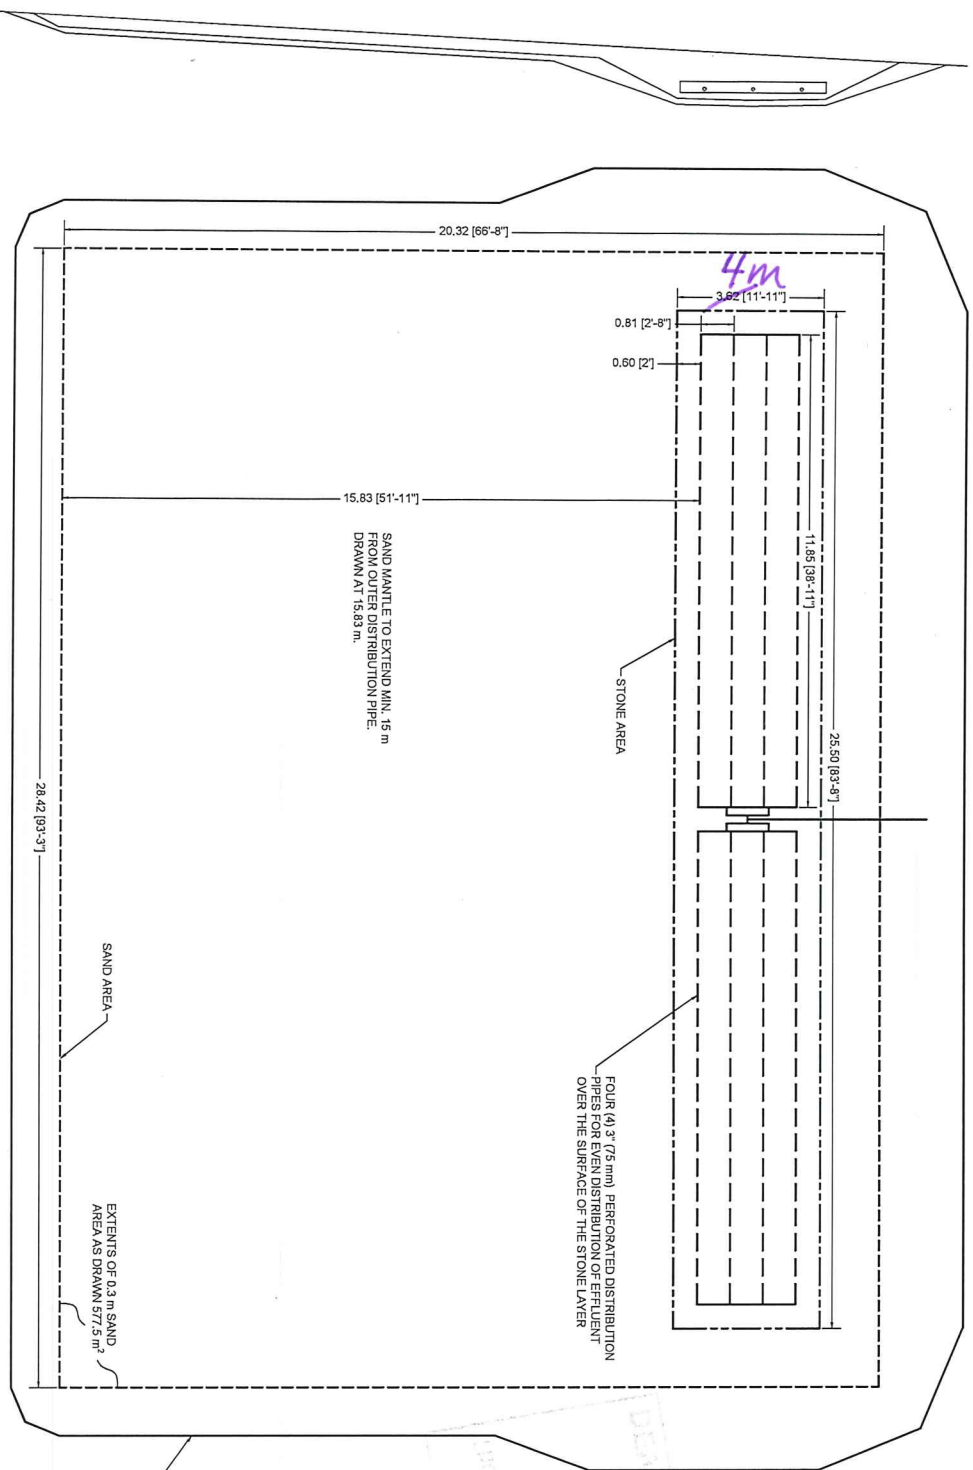 20.32 [66'-8"]
4m
3.62 [11'-11"]
0.81 [2'-8"]
0.60 [2']
15.83 [51'-11"]
11.85 [38'-11"]
SAND MANTLE TO EXTEND MIN. 15 m
FROM OUTER DISTRIBUTION PIPE.
DRAWN AT 15.83 m.
STONE AREA
25.50 [83'-8"]
28.42 [93'-3"]
SAND AREA
FOUR (4) 3" (75 mm) PERFORATED DISTRIBUTION
PIPES FOR EVEN DISTRIBUTION OF EFFLUENT
OVER THE SURFACE OF THE STONE LAYER
EXTENTS OF 0.3 m SAND
AREA AS DRAWN 577.5 m²